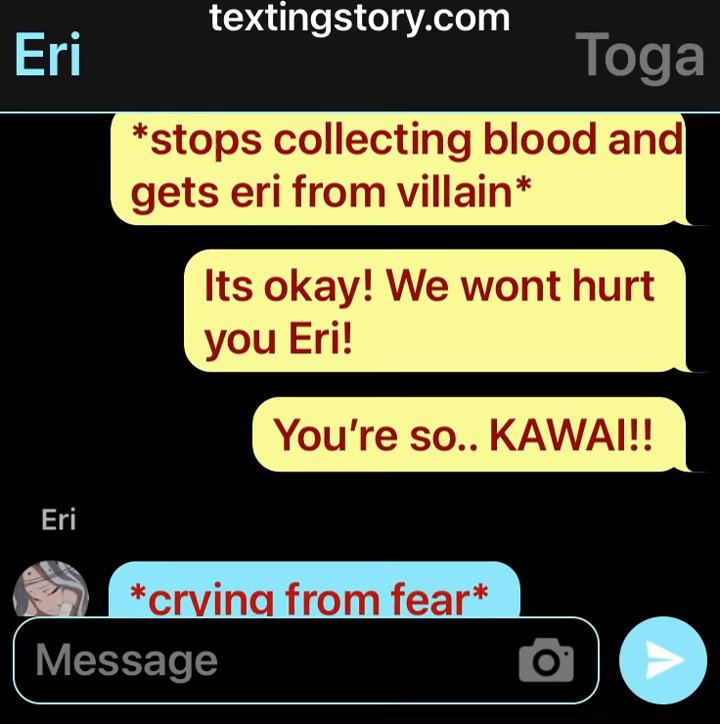 textingstory.com
Eri
Toga
*stops collecting blood and
gets eri from villain*
Its okay! We wont hurt
you Eri!
You’re so.. KAWAI!!
Eri
*crying from fear*
Message